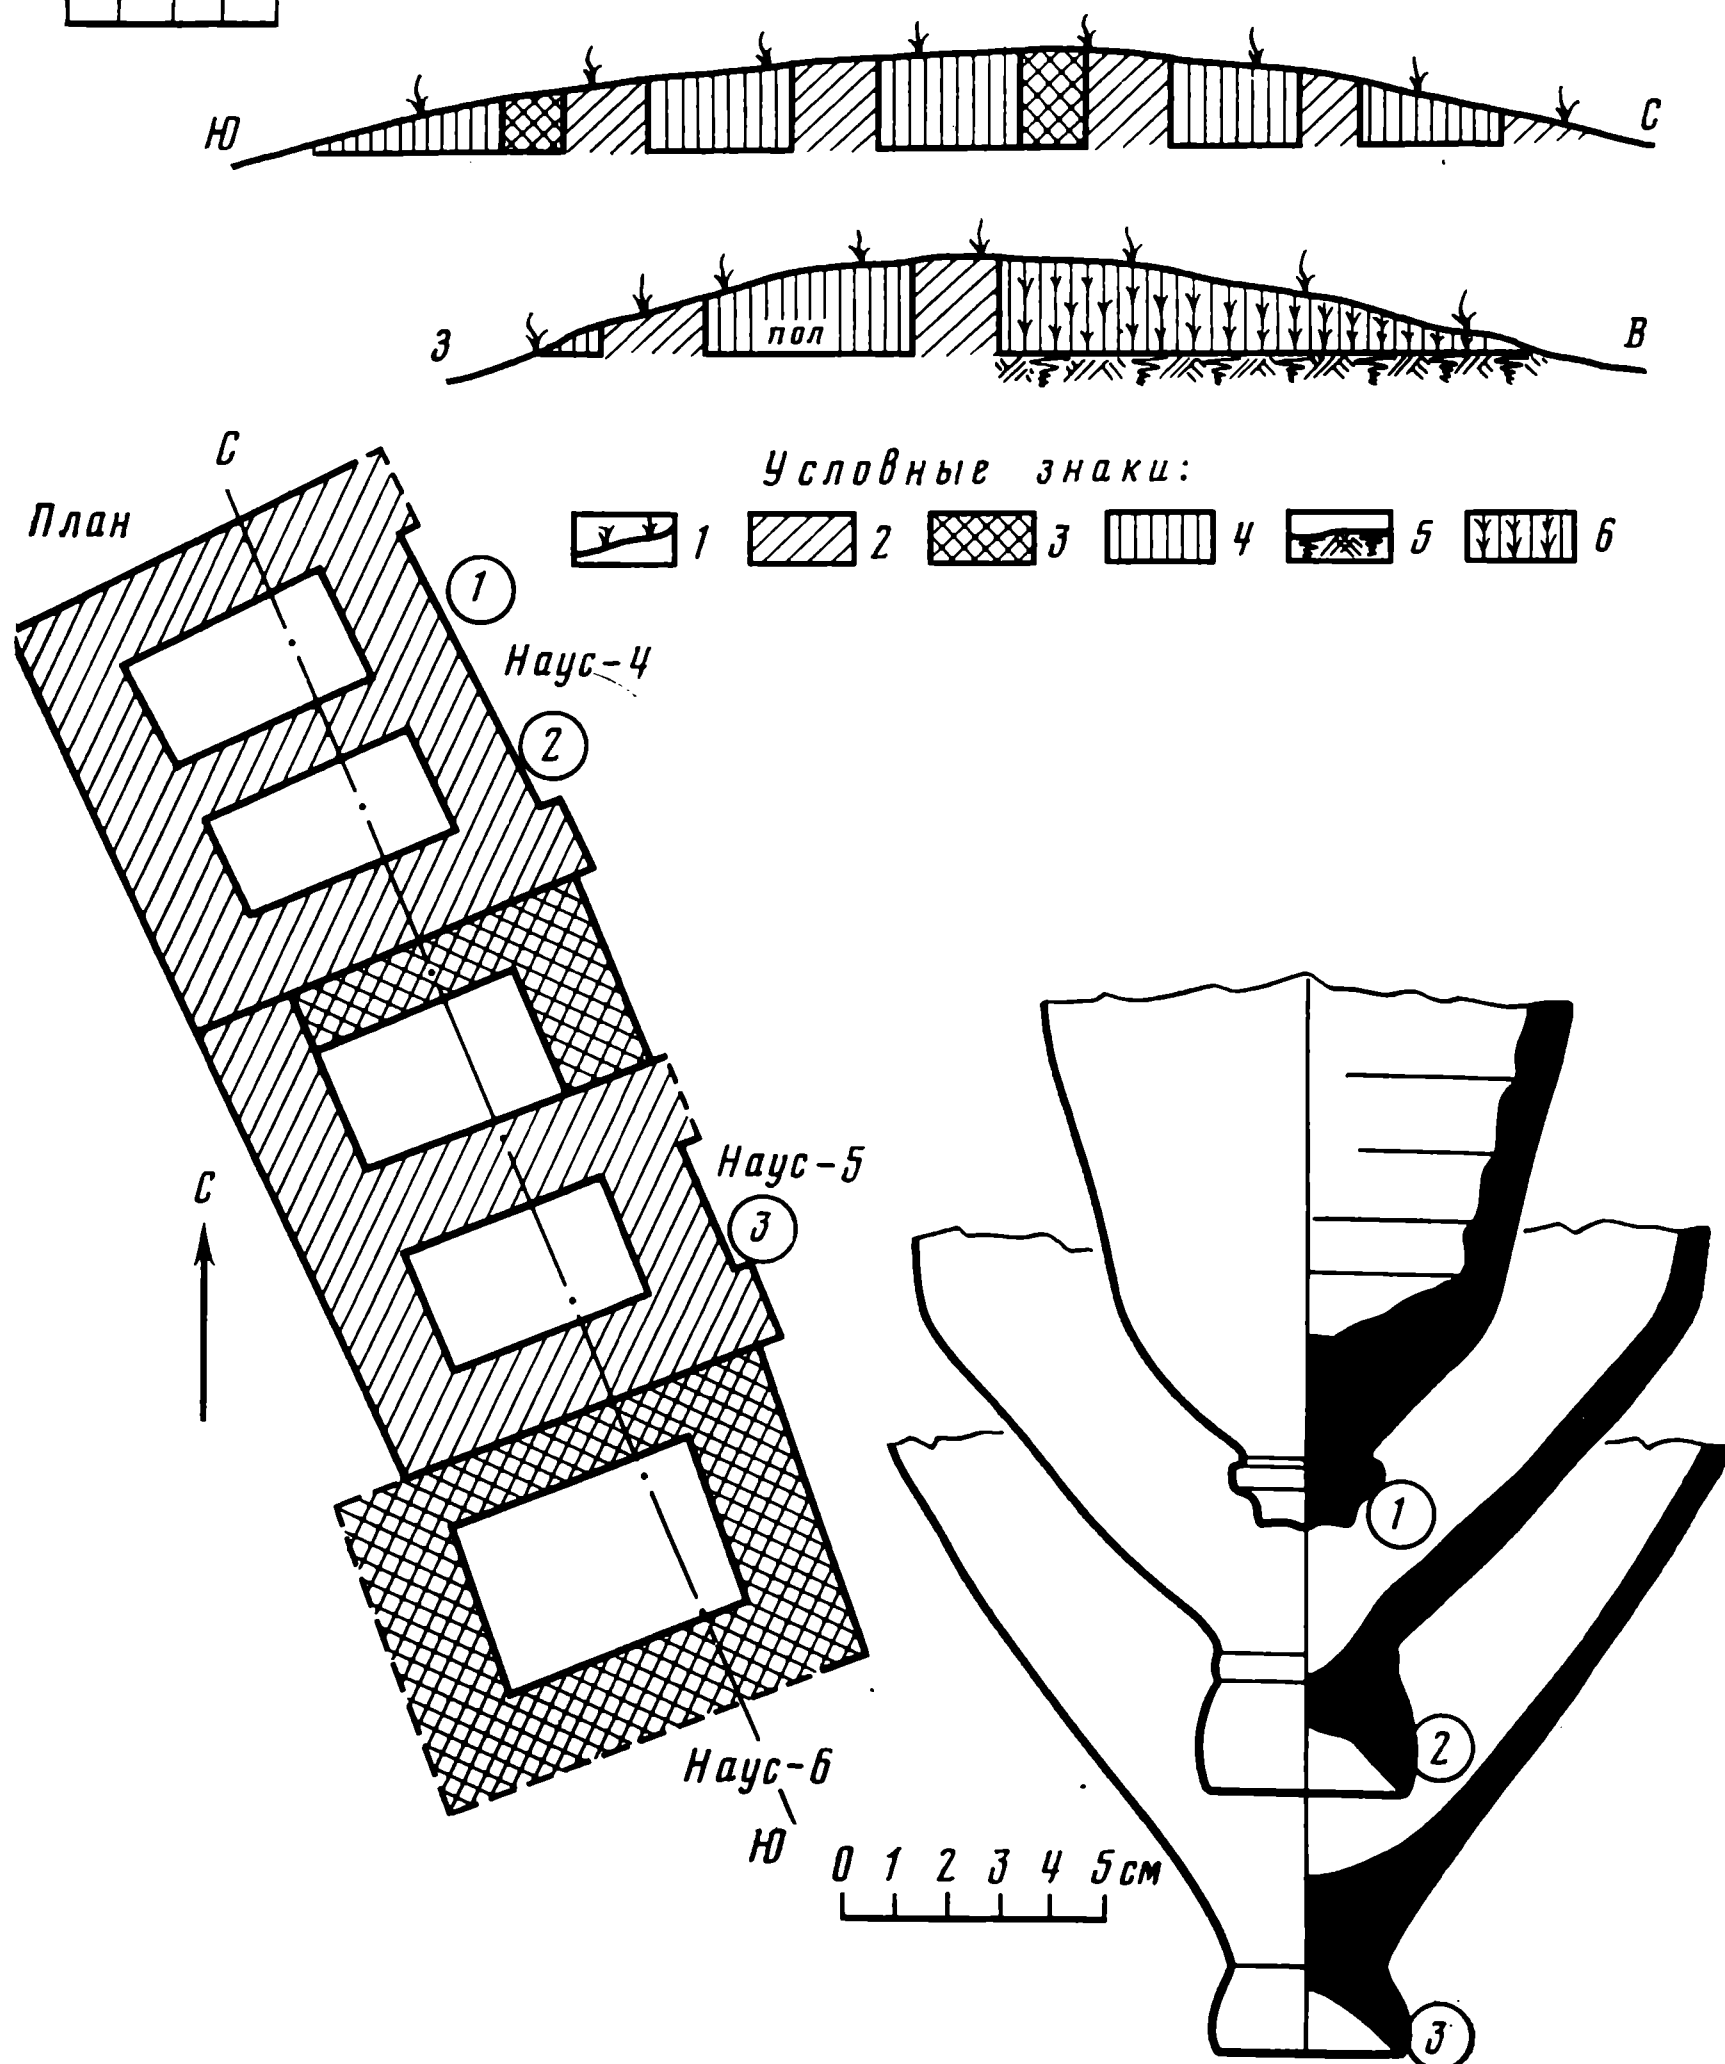 Ю С
З пол В
Условные знаки:
1 2 3 4 5 6
План
С
1
Наус-4
2
Наус-5
3
С
Наус-6
Ю
0 1 2 3 4 5 см
1
2
3